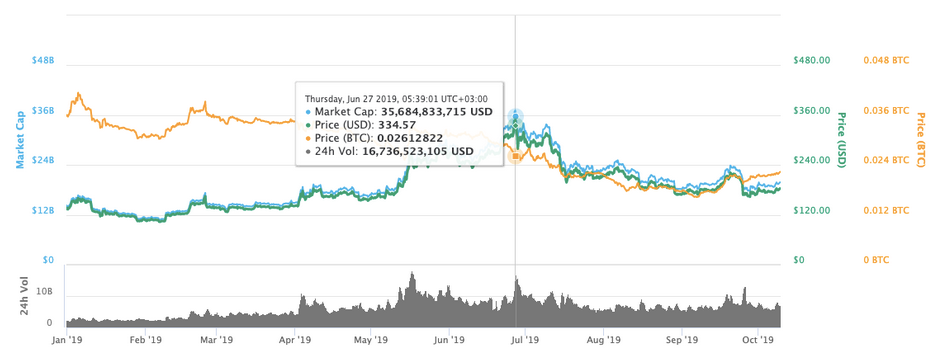 $48B
$36B
$24B
$12B
$0
Market Cap
Thursday, Jun 27 2019, 05:39:01 UTC+03:00
Market Cap: 35,684,833,715 USD
Price (USD): 334.57
Price (BTC): 0.02612822
24h Vol: 16,736,523,105 USD
$480.00
$360.00
$240.00
$120.00
$0
Price (USD)
0.048 BTC
0.036 BTC
0.024 BTC
0.012 BTC
0 BTC
Price (BTC)
24h Vol
10B
0
Jan '19 Feb '19 Mar '19 Apr '19 May '19 Jun '19 Jul '19 Aug '19 Sep '19 Oct '19